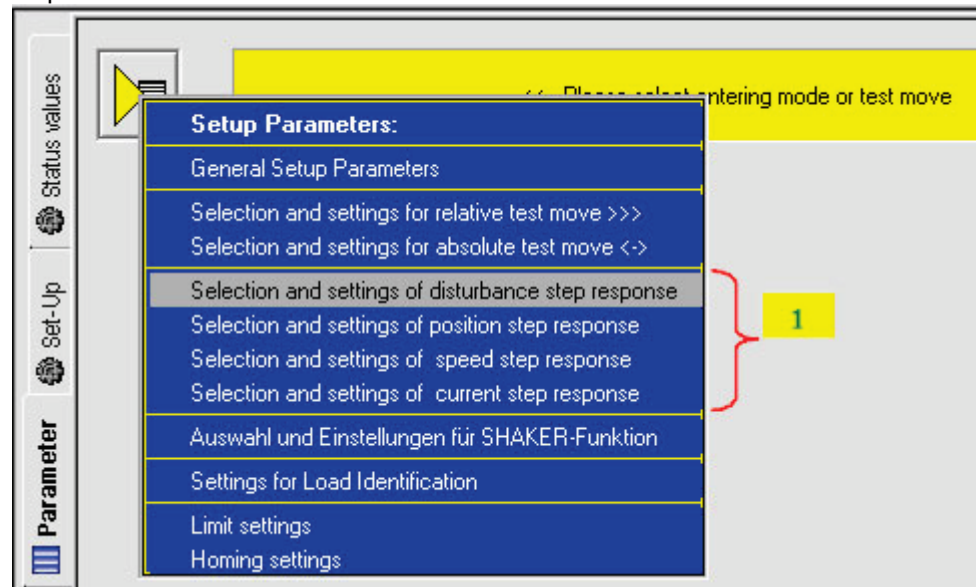 Status values
Set-Up
Parameter
Please select entering mode or test move
Setup Parameters:
General Setup Parameters
Selection and settings for relative test move >>>
Selection and settings for absolute test move <->
Selection and settings of disturbance step response
Selection and settings of position step response
Selection and settings of  speed step response
Selection and settings of  current step response
1
Auswahl und Einstellungen für SHAKER-Funktion
Settings for Load Identification
Limit settings
Homing settings